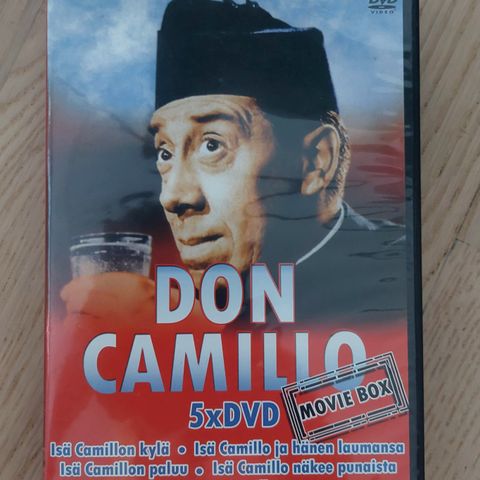 DVD
VIDEO
DON
CAMILLO
5xDVD
MOVIE BOX
Isä Camillon kylä • Isä Camillo ja hänen laumansa
Isä Camillon paluu • Isä Camillo näkee punaista